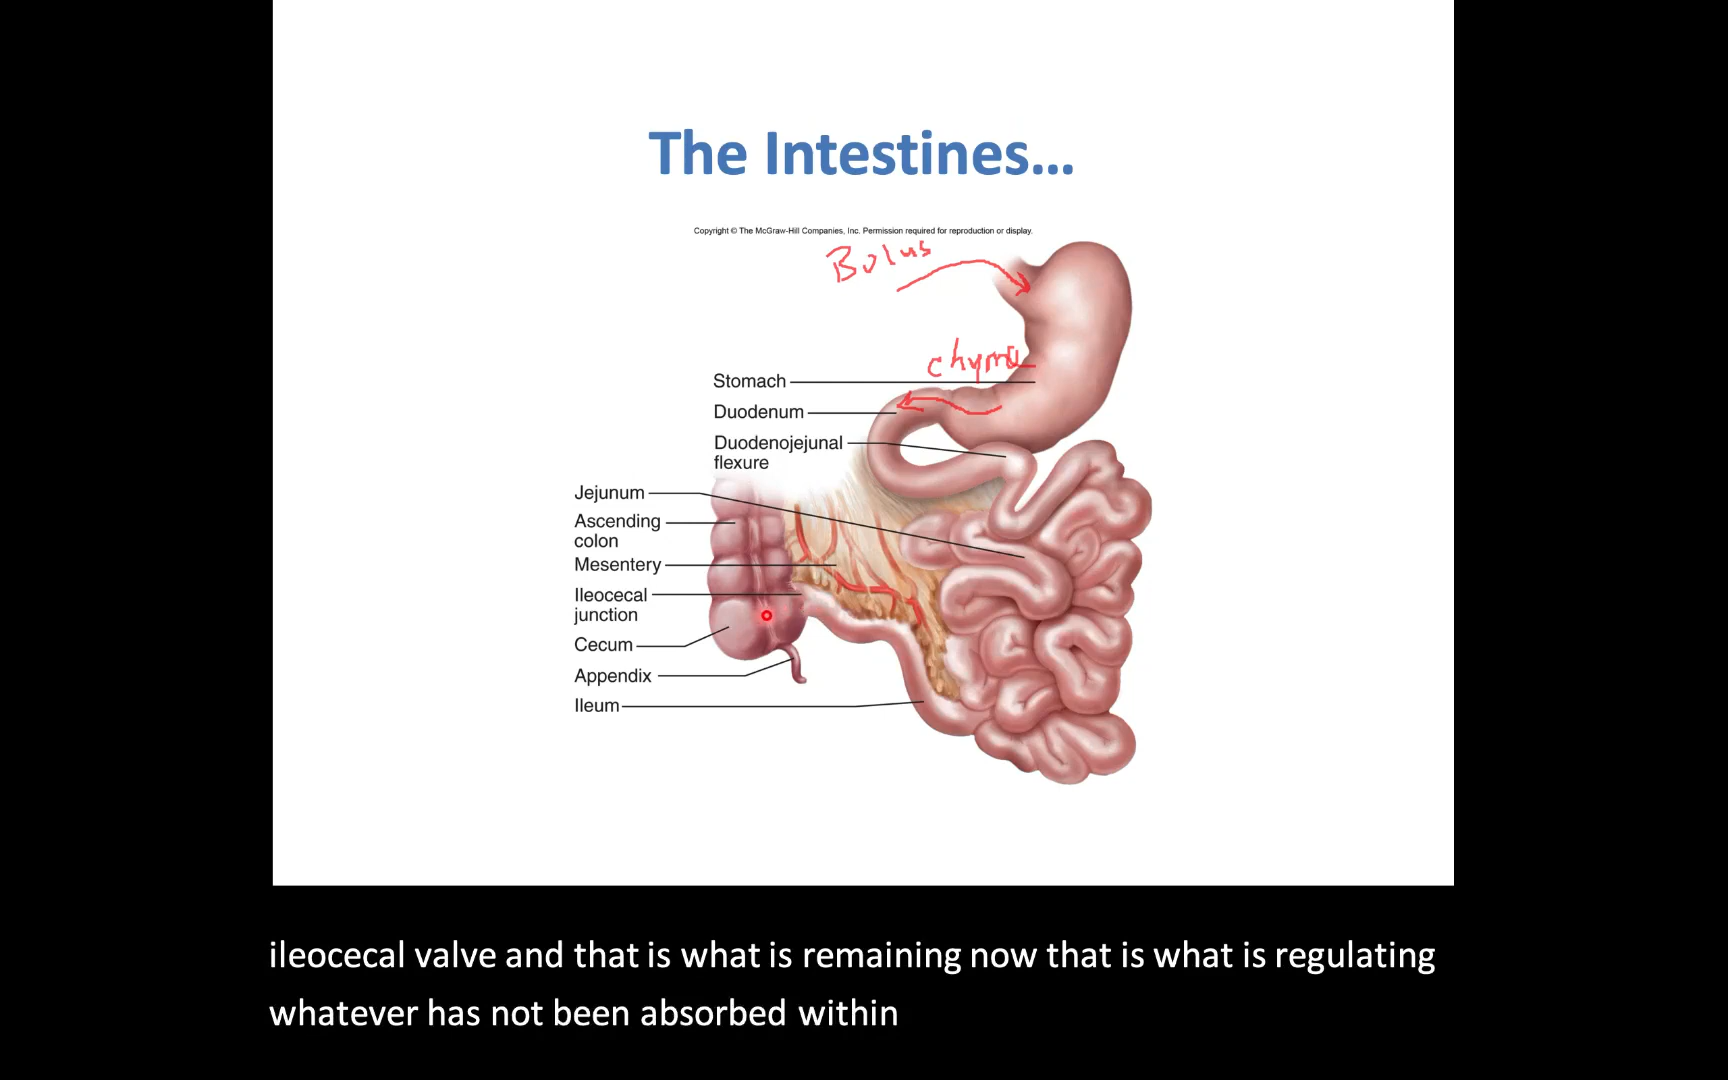 The Intestines...
Copyright © The McGraw-Hill Companies, Inc. Permission required for reproduction or display.
Bolus
chyme
Stomach
Duodenum
Duodenojejunal
flexure
Jejunum
Ascending
colon
Mesentery
Ileocecal
junction
Cecum
Appendix
Ileum
ileocecal valve and that is what is remaining now that is what is regulating
whatever has not been absorbed within